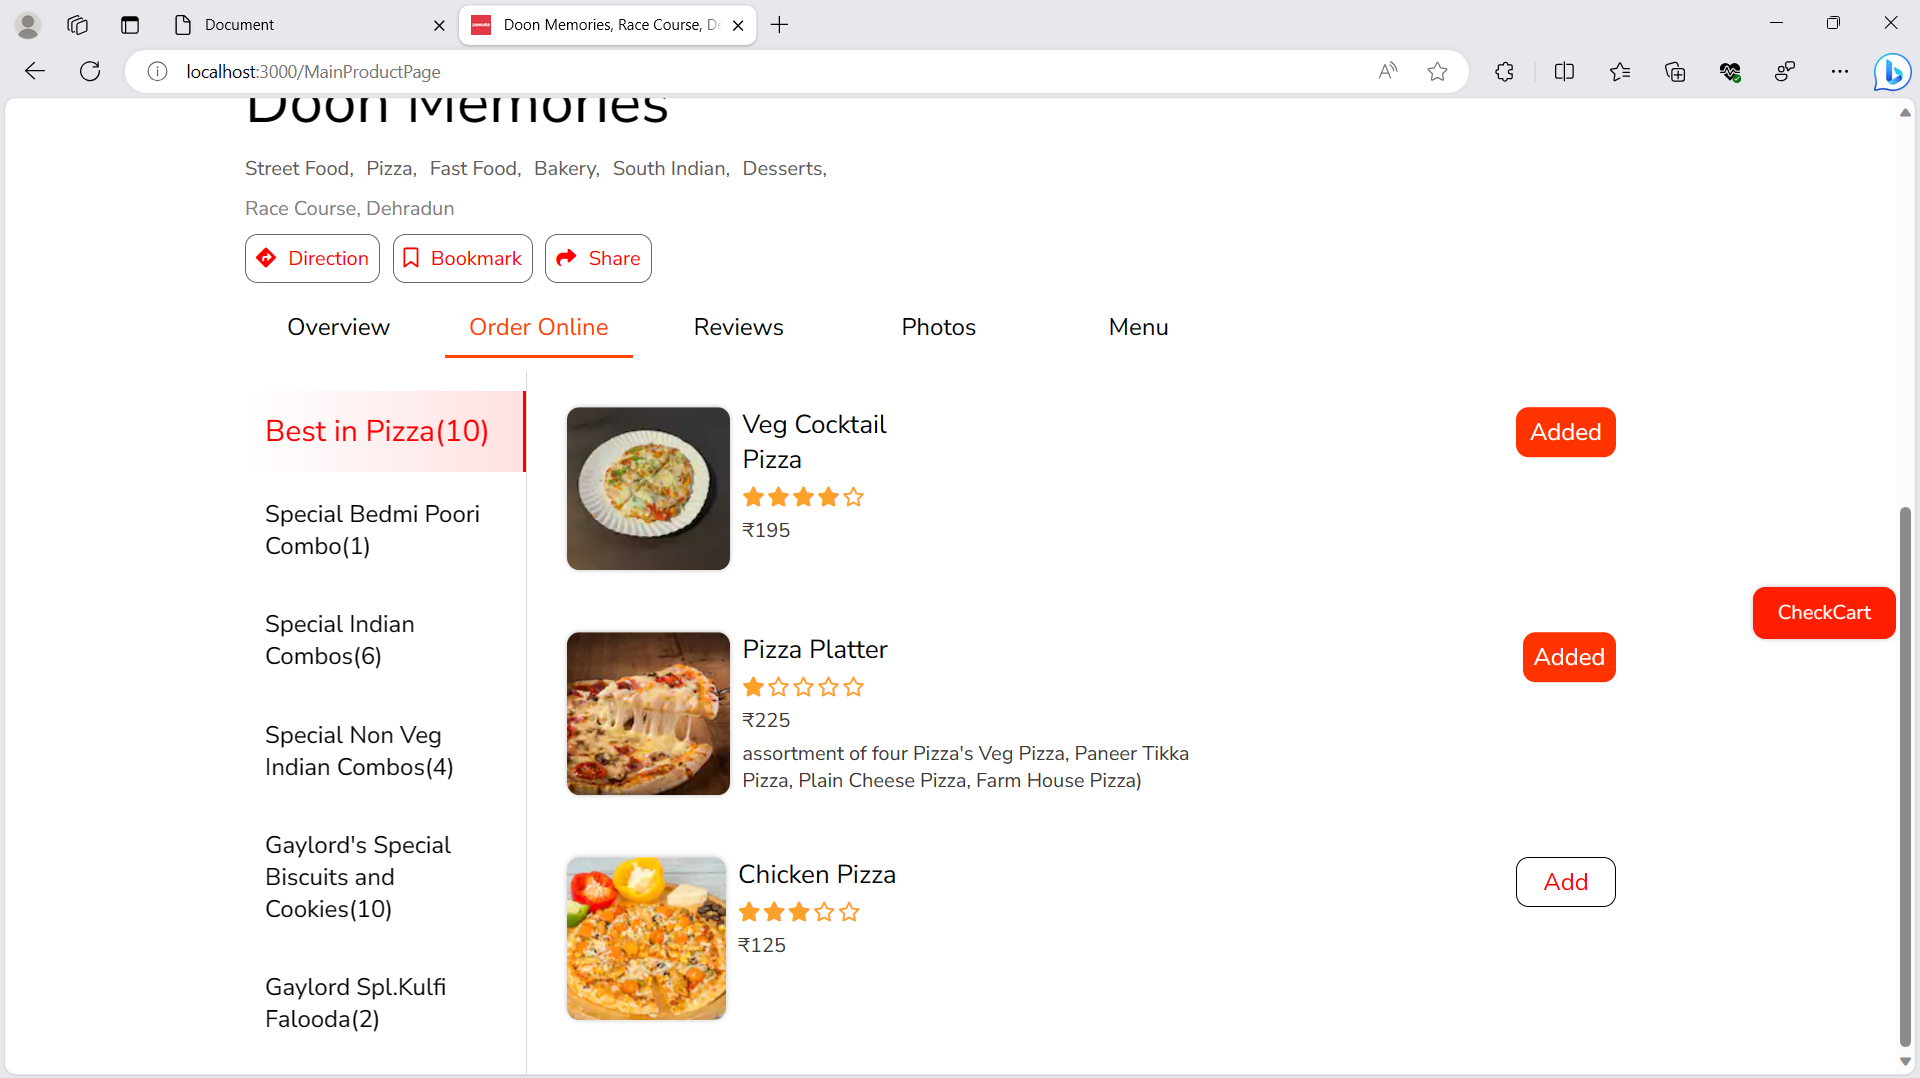 Document
Doon Memories, Race Course, De
localhost:3000/MainProductPage
Doon Memories
Street Food, Pizza, Fast Food, Bakery, South Indian, Desserts,
Race Course, Dehradun
Direction
Bookmark
Share
Overview
Order Online
Reviews
Photos
Menu
Best in Pizza(10)
Special Bedmi Poori
Combo(1)
Special Indian
Combos(6)
Special Non Veg
Indian Combos(4)
Gaylord's Special
Biscuits and
Cookies(10)
Gaylord Spl.Kulfi
Falooda(2)
Veg Cocktail
Pizza
₹195
Added
Pizza Platter
₹225
assortment of four Pizza's Veg Pizza, Paneer Tikka
Pizza, Plain Cheese Pizza, Farm House Pizza)
Added
Chicken Pizza
₹125
Add
CheckCart